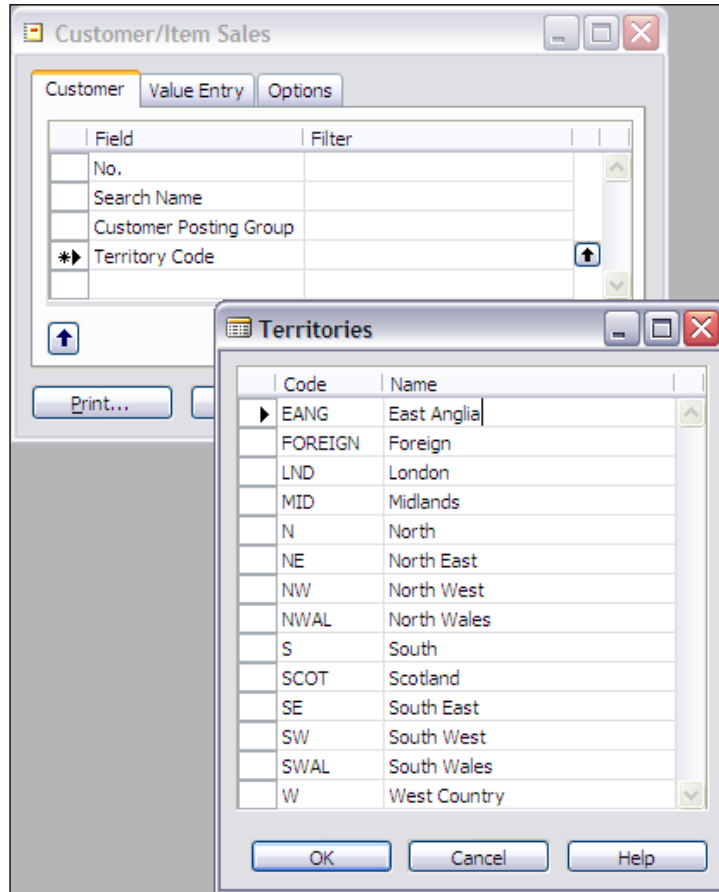 Customer/Item Sales
Customer Value Entry Options
Field Filter
No.
Search Name
Customer Posting Group
Territory Code
Print...
Territories
Code Name
EANG East Anglia
FOREIGN Foreign
LND London
MID Midlands
N North
NE North East
NW North West
NWAL North Wales
S South
SCOT Scotland
SE South East
SW South West
SWAL South Wales
W West Country
OK Cancel Help